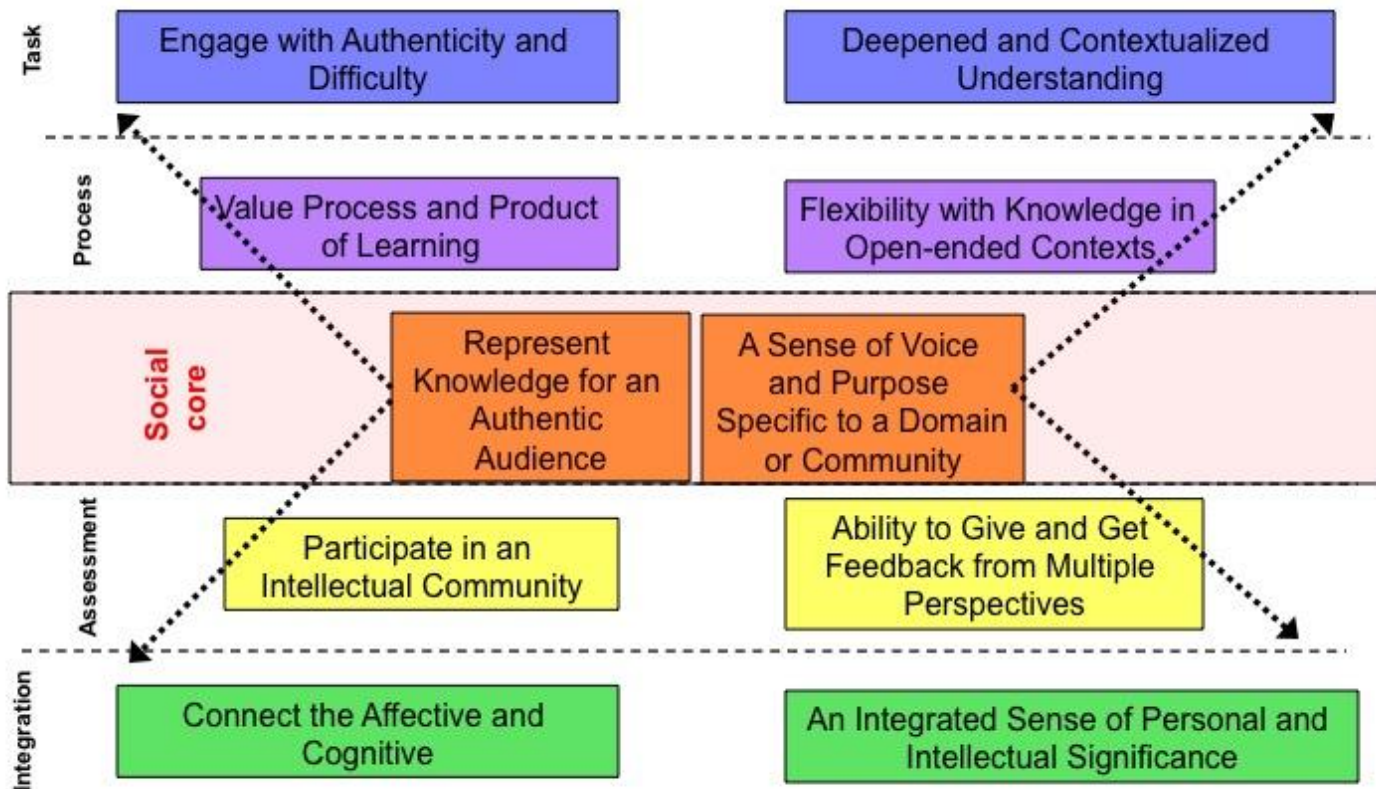 Task
Engage with Authenticity and
Difficulty
Deepened and Contextualized
Understanding
Process
Value Process and Product
of Learning
Flexibility with Knowledge in
Open-ended Contexts
Social
core
Represent
Knowledge for an
Authentic
Audience
A Sense of Voice
and Purpose
Specific to a Domain
or Community
Assessment
Participate in an
Intellectual Community
Ability to Give and Get
Feedback from Multiple
Perspectives
Integration
Connect the Affective and
Cognitive
An Integrated Sense of Personal and
Intellectual Significance